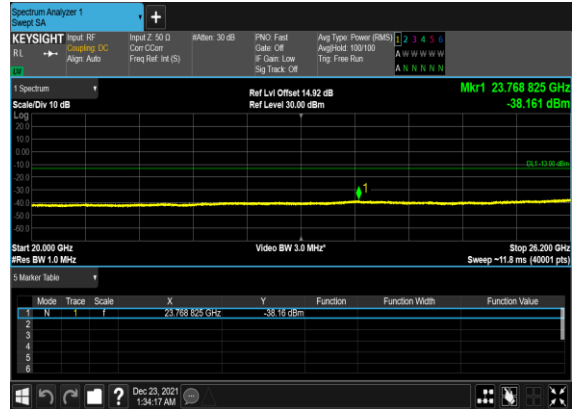 Spectrum Analyzer 1
Swept SA
+
KEYSIGHT Input: RF Input Z: 50 Ω #Atten: 30 dB PNO: Fast Avg Type: Power (RMS) 1 2 3 4 5 6
R L Coupling: DC Corr CCorr Gate: Off Avg|Hold: 100/100 A W W W W W
Align: Auto Freq Ref: Int (S) IF Gain: Low Trig: Free Run
Sig Track: Off A N N N N N
1 Spectrum Ref Lvl Offset 14.92 dB Mkr1 23.768 825 GHz
Scale/Div 10 dB Ref Level 30.00 dBm -38.161 dBm
Log
20.0
10.0
0.00
-10.0 DL1 -13.00 dBm
-20.0
-30.0 1
-40.0
-50.0
-60.0
Start 20.000 GHz Video BW 3.0 MHz* Stop 26.200 GHz
#Res BW 1.0 MHz Sweep ~11.8 ms (40001 pts)
5 Marker Table
Mode Trace Scale X Y Function Function Width Function Value
1 N 1 f 23.768 825 GHz -38.16 dBm
2
3
4
5
6
? Dec 23, 2021
1:34:17 AM